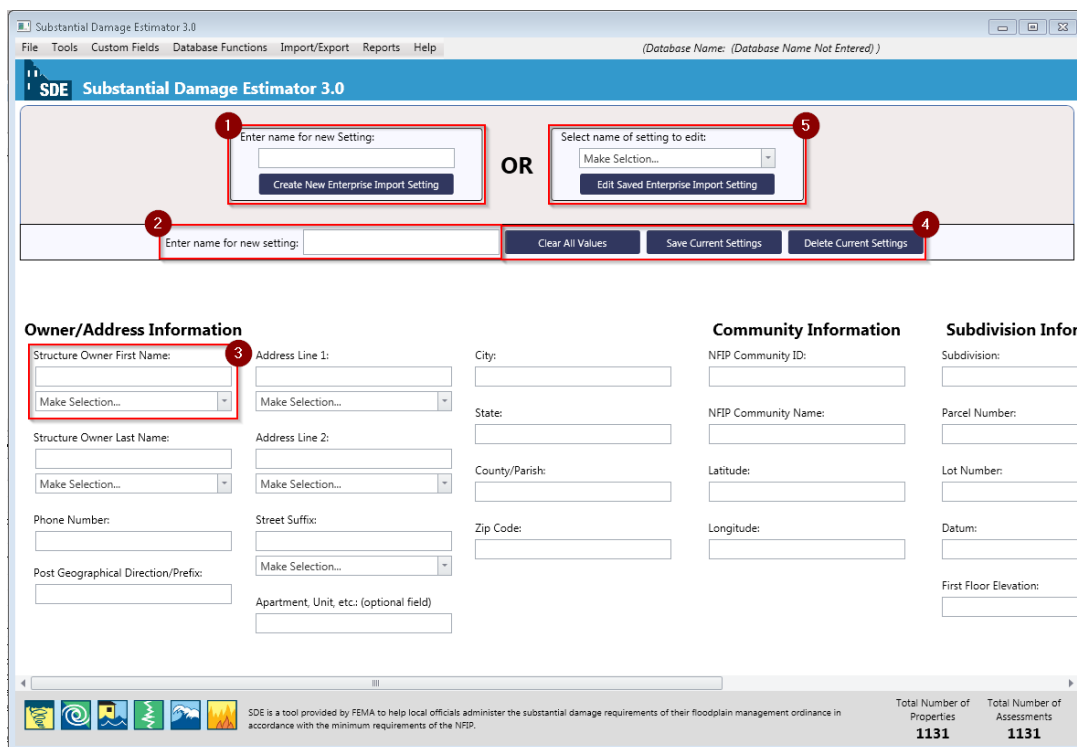 Substantial Damage Estimator 3.0
File Tools Custom Fields Database Functions Import/Export Reports Help (Database Name: (Database Name Not Entered) )
SDE Substantial Damage Estimator 3.0
1
5
Enter name for new Setting:
Select name of setting to edit:
Make Selction...
OR
Create New Enterprise Import Setting
Edit Saved Enterprise Import Setting
2
4
Enter name for new setting:
Clear All Values Save Current Settings Delete Current Settings
Owner/Address Information Community Information Subdivision Infor
3
Structure Owner First Name: Address Line 1: City: NFIP Community ID: Subdivision:
Make Selection... Make Selection...
State: NFIP Community Name: Parcel Number:
Structure Owner Last Name: Address Line 2:
County/Parish: Latitude: Lot Number:
Make Selection... Make Selection...
Phone Number: Street Suffix: Zip Code: Longitude: Datum:
Make Selection...
Post Geographical Direction/Prefix: First Floor Elevation:
Apartment, Unit, etc.: (optional field)
SDE is a tool provided by FEMA to help local officials administer the substantial damage requirements of their floodplain management ordinance in
accordance with the minimum requirements of the NFIP.
Total Number of Properties
1131
Total Number of Assessments
1131